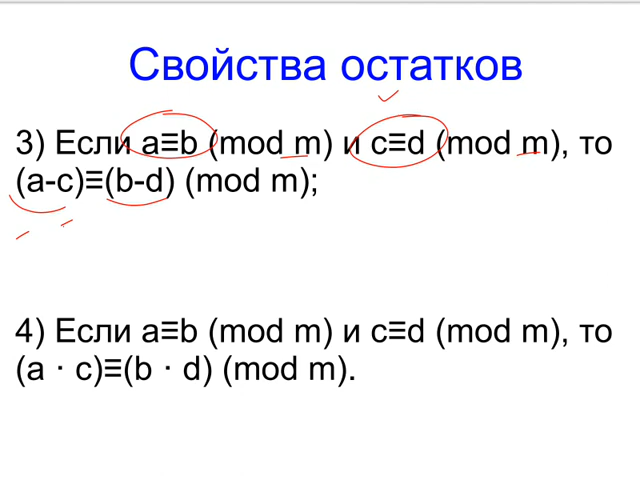 Свойства остатков
3) Если a≡b (mod m) и c≡d (mod m), то
(a-c)≡(b-d) (mod m);
4) Если a≡b (mod m) и c≡d (mod m), то
(a · c)≡(b · d) (mod m).